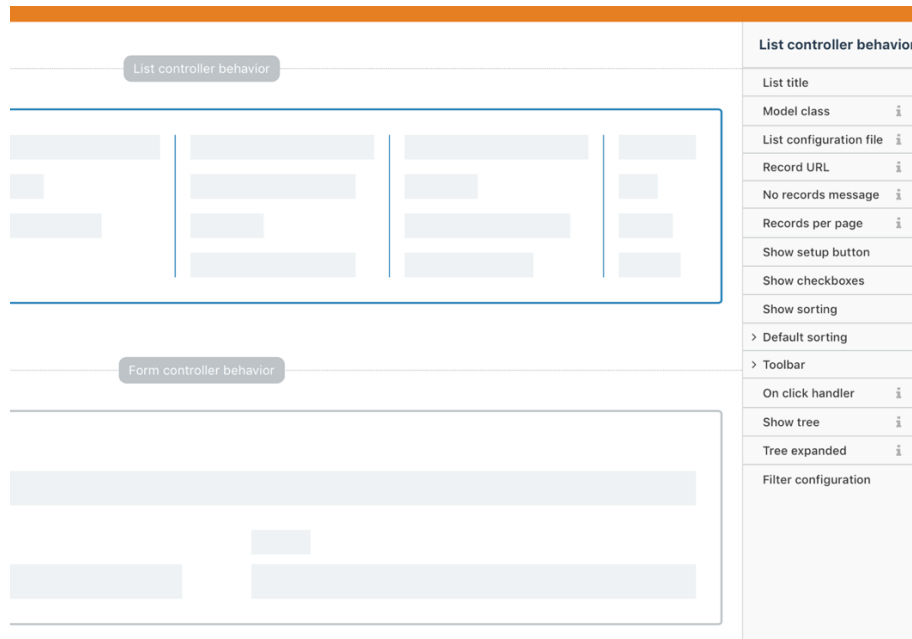 List controller behavior
List controller behavior
List title
Model class
List configuration file
Record URL
No records message
Records per page
Show setup button
Show checkboxes
Show sorting
Default sorting
Toolbar
Form controller behavior
On click handler
Show tree
Tree expanded
Filter configuration